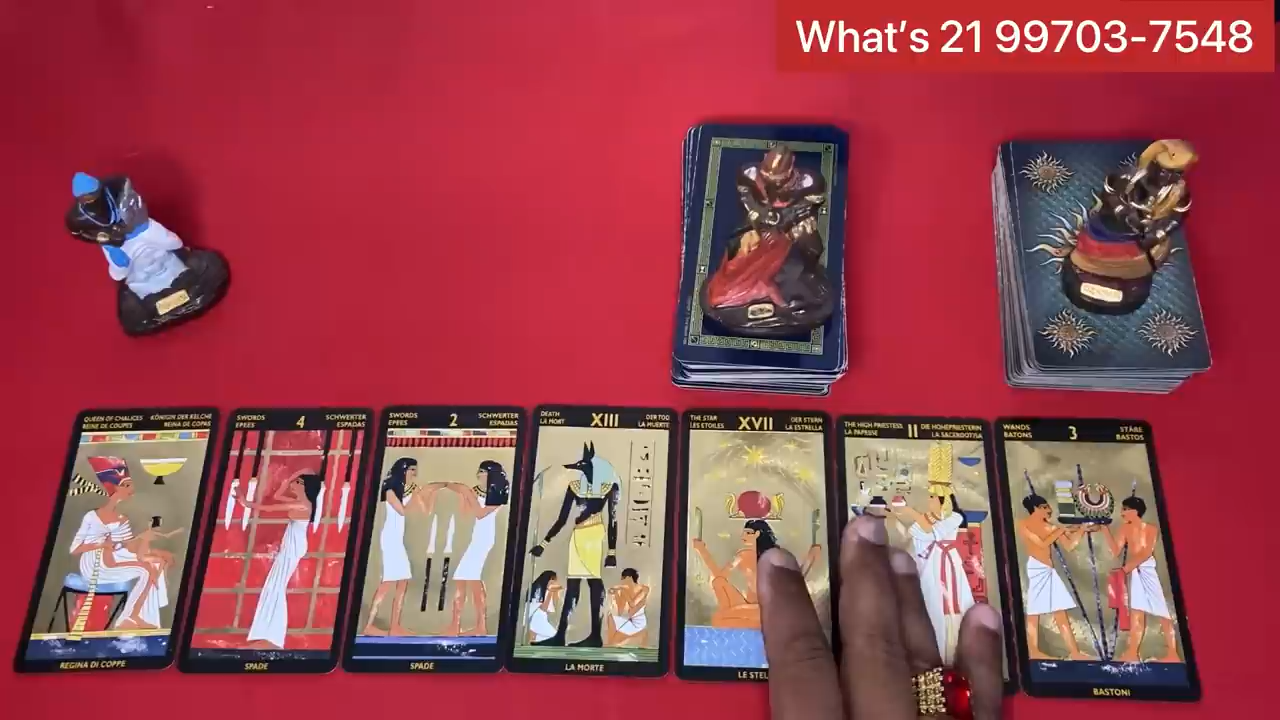 What's 21 99703-7548
QUEEN OF CHALICES KÖNIGIN DER KELCHE
REINE DE COUPES REINA DE COPAS
REGINA DI COPPE
SWORDS 4 SCHWERTER
EPEES ESPADAS
SPADE
SWORDS 2 SCHWERTER
EPEES ESPADAS
SPADE
DEATH XIII DER TOD
LA MORT LA MUERTE
LA MORTE
THE STAR XVII DER STERN
LES ETOILES LA ESTRELLA
LE STEL
THE HIGH PRIESTESS II DIE HOHEPRIESTERIN
LA PAPESSE LA SACERDOTISA
WANDS 3 STÄBE
BATONS BASTOS
BASTONI